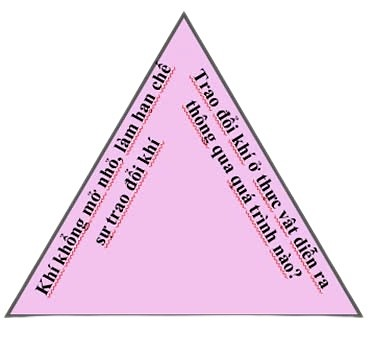 Khí khổng mở nhỏ, làm hạn chế
sự trao đổi khí
Trao đổi khí ở thực vật diễn ra
thông qua quá trình nào?